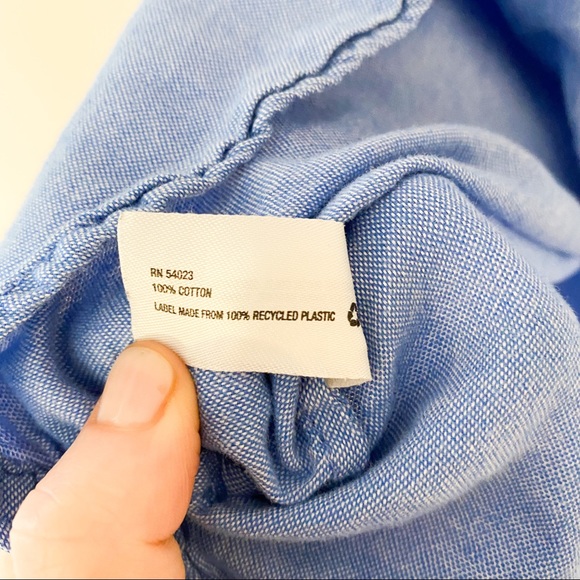 RN 54023
100% COTTON
LABEL MADE FROM 100% RECYCLED PLASTIC